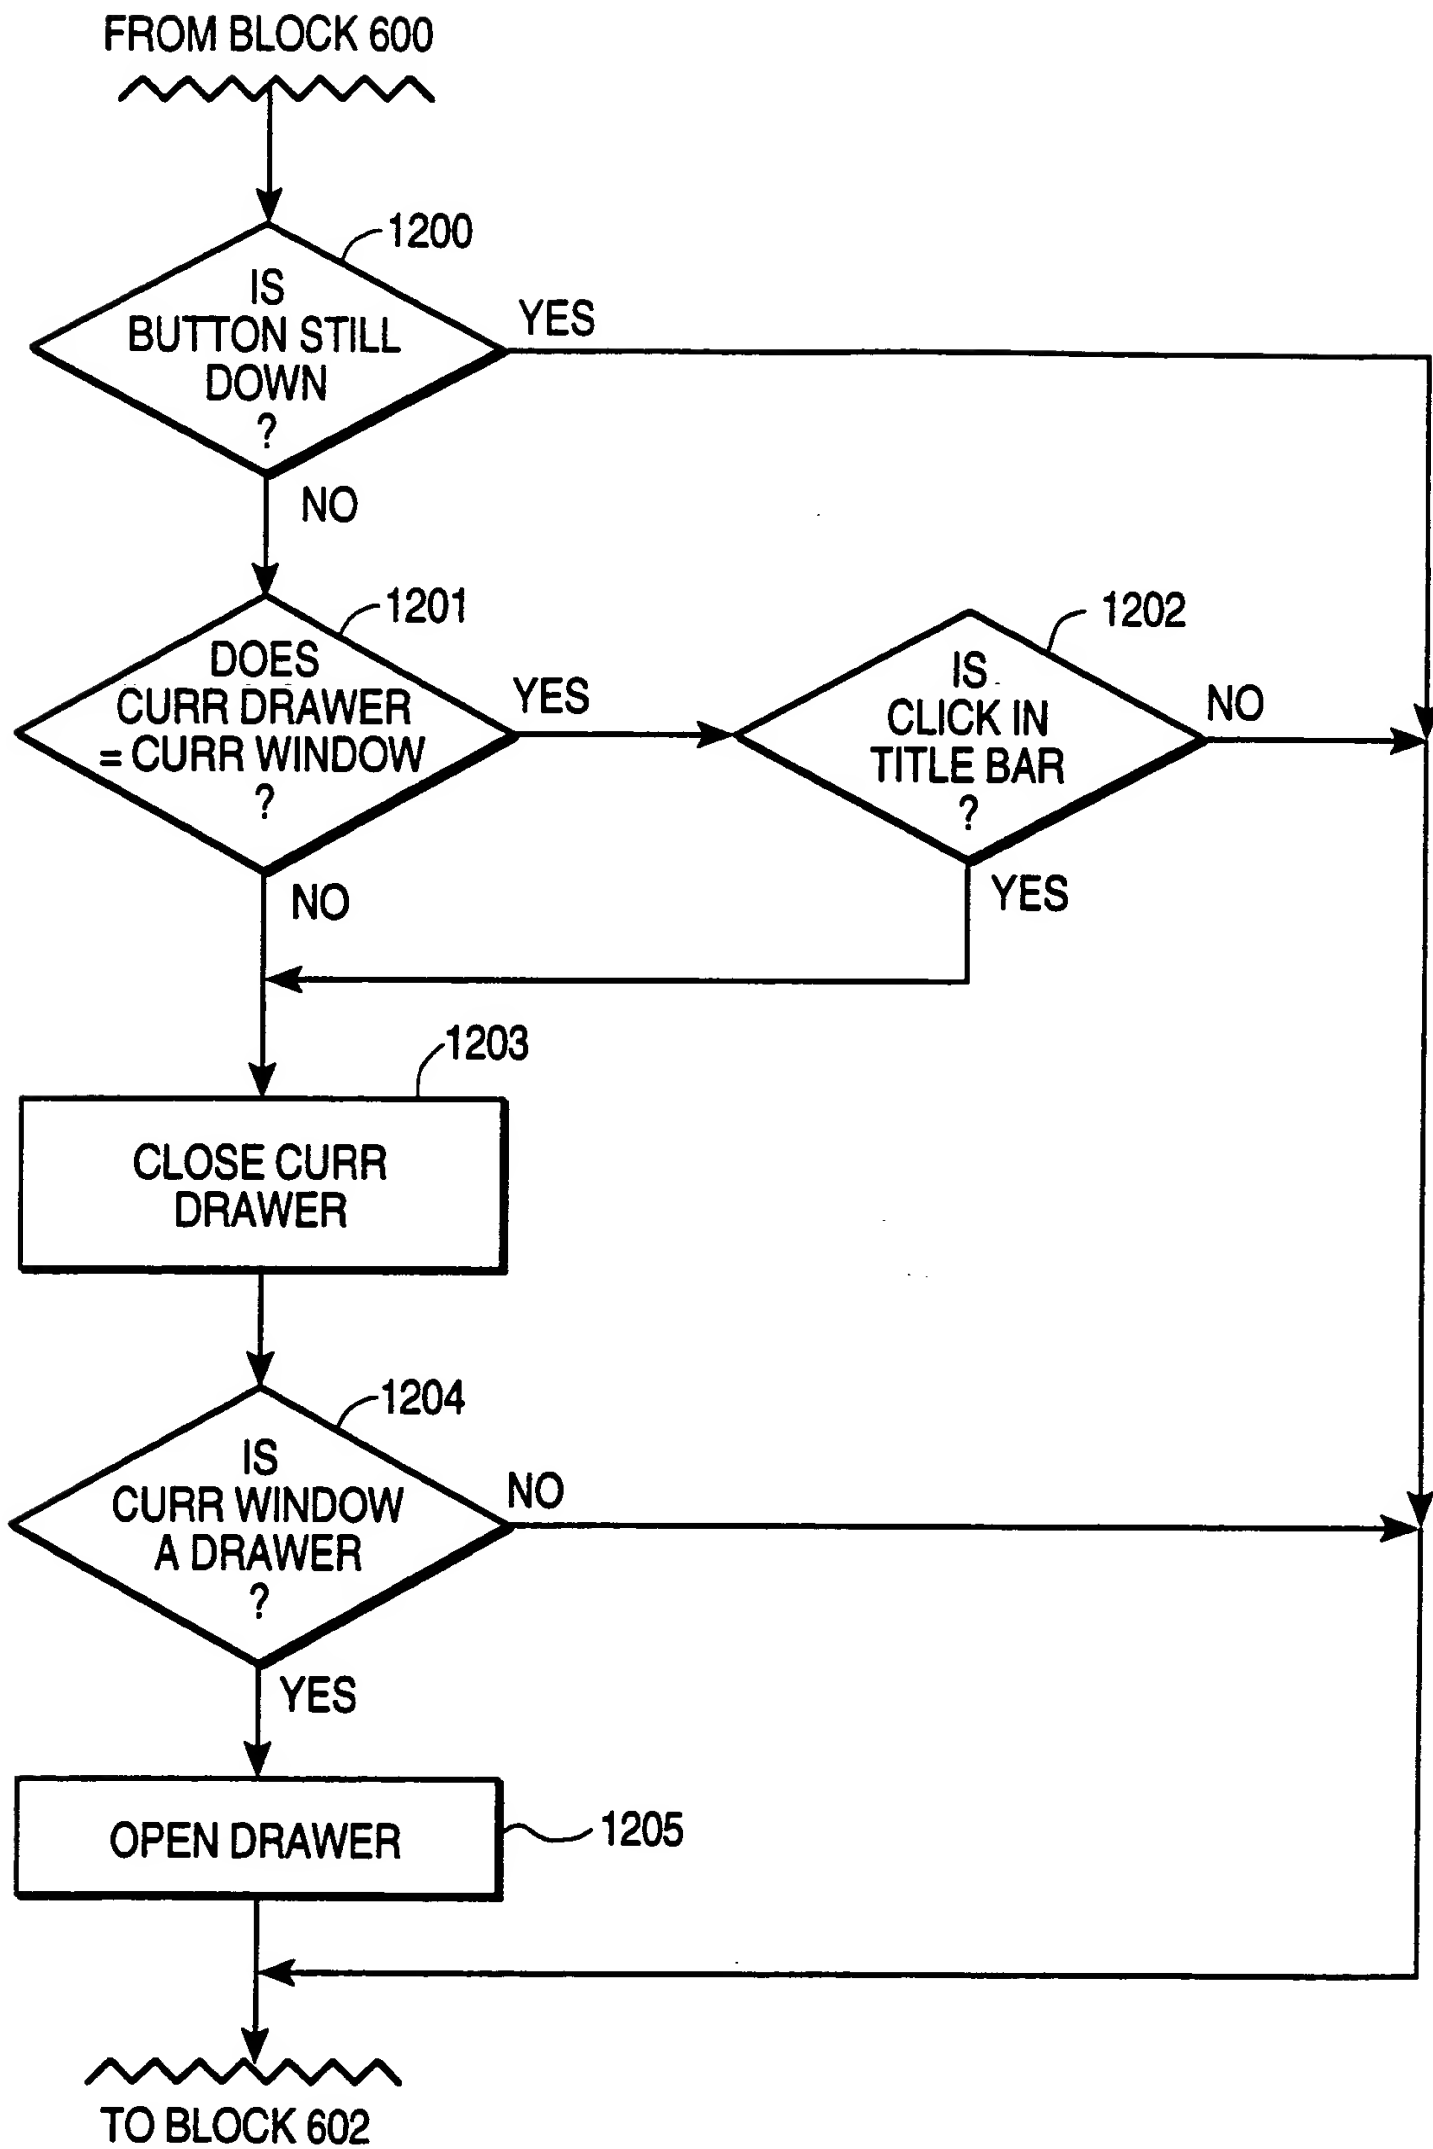 FROM BLOCK 600
1200
IS
BUTTON STILL
DOWN
?
YES
NO
1201
DOES
CURR DRAWER
= CURR WINDOW
?
YES
NO
1202
IS
CLICK IN
TITLE BAR
?
NO
YES
1203
CLOSE CURR
DRAWER
1204
IS
CURR WINDOW
A DRAWER
?
NO
YES
OPEN DRAWER
1205
TO BLOCK 602